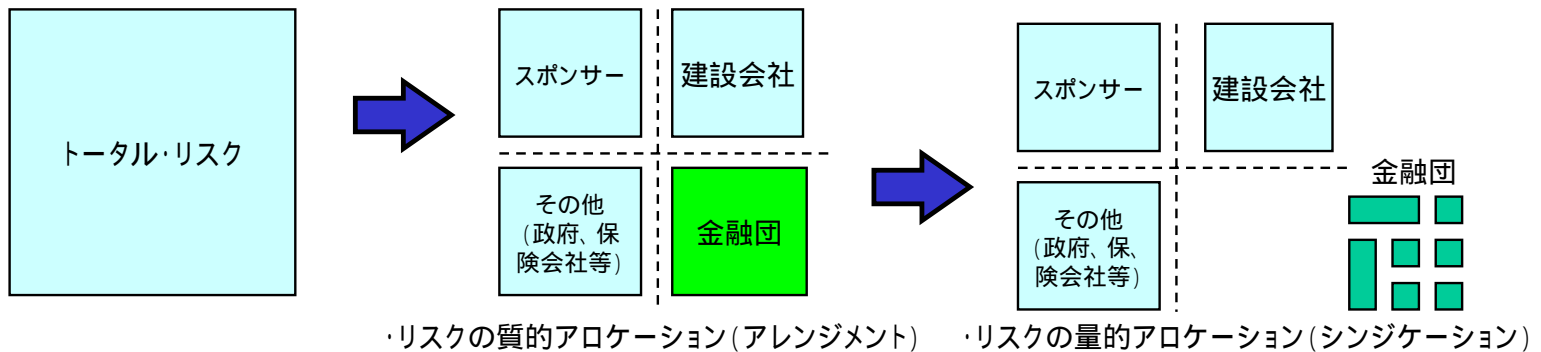 トータル・リスク
スポンサー
建設会社
その他
(政府、保
険会社等)
金融団
・リスクの質的アロケーション(アレンジメント)
スポンサー
建設会社
その他
(政府、保、
険会社等)
金融団
・リスクの量的アロケーション(シンジケーション)